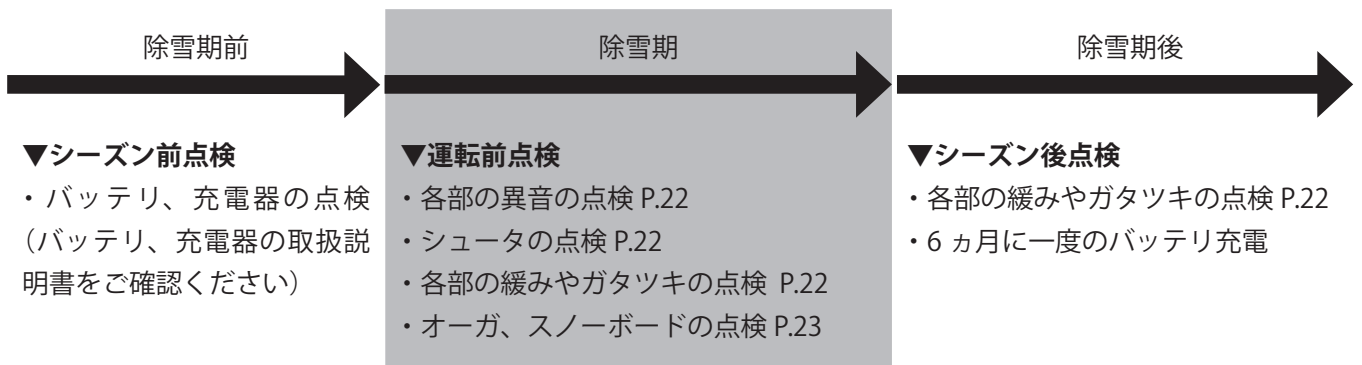 除雪期前
▼シーズン前点検
・バッテリ、充電器の点検
（バッテリ、充電器の取扱説
明書をご確認ください）
除雪期
▼運転前点検
・各部の異音の点検 P.22
・シュータの点検 P.22
・各部の緩みやガタツキの点検 P.22
・オーガ、スノーボードの点検 P.23
除雪期後
▼シーズン後点検
・各部の緩みやガタツキの点検 P.22
・6 ヵ月に一度のバッテリ充電